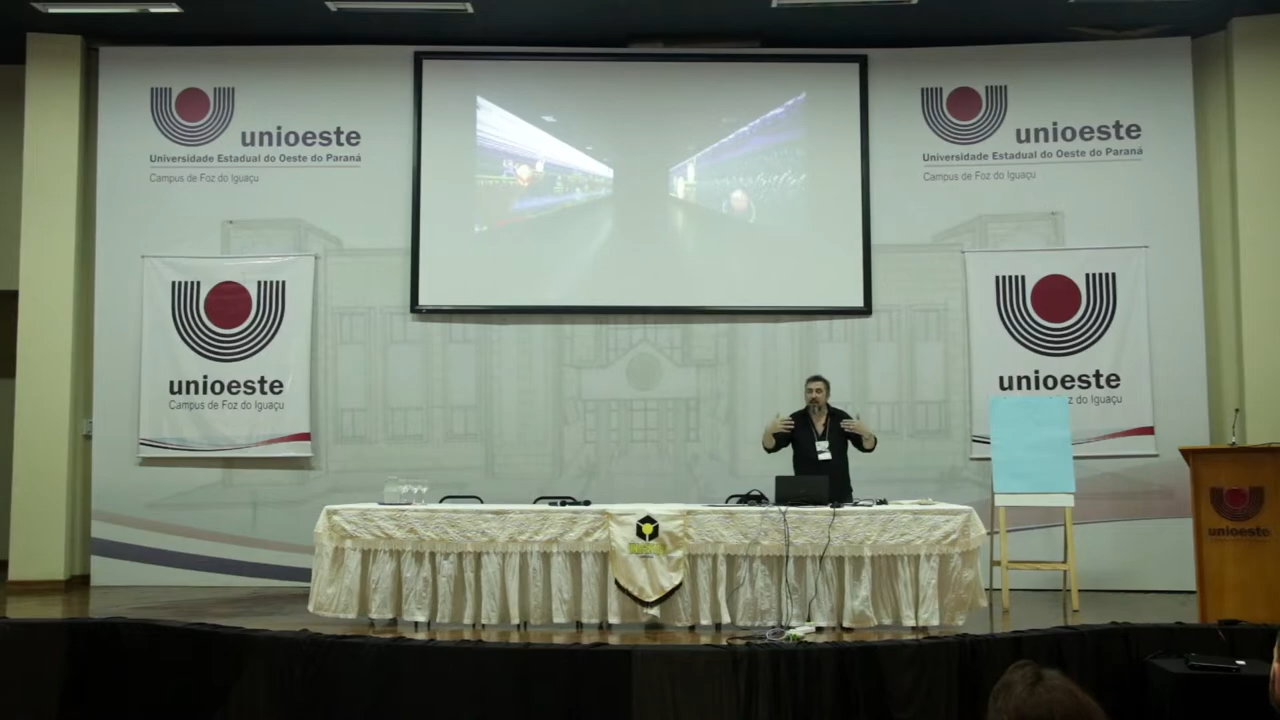 unioeste
Universidade Estadual do Oeste do Paraná
Campus de Foz do Iguaçu
unioeste
Universidade Estadual do Oeste do Paraná
Campus de Foz do Iguaçu
unioeste
Campus de Foz do Iguaçu
unioeste
oz do Iguaçu
unioeste